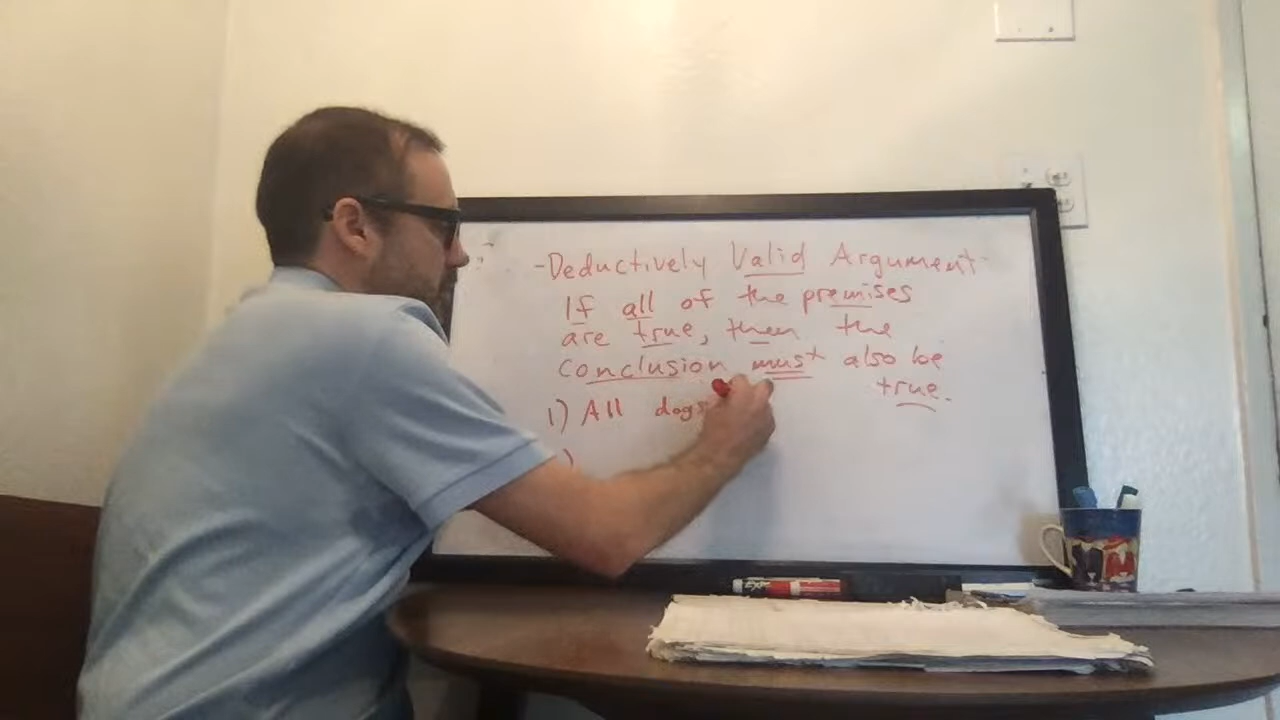 -Deductively Valid Argument-
If all of the premises
are true, then the
conclusion must also be
true.
1) All dogs
)
EXPO